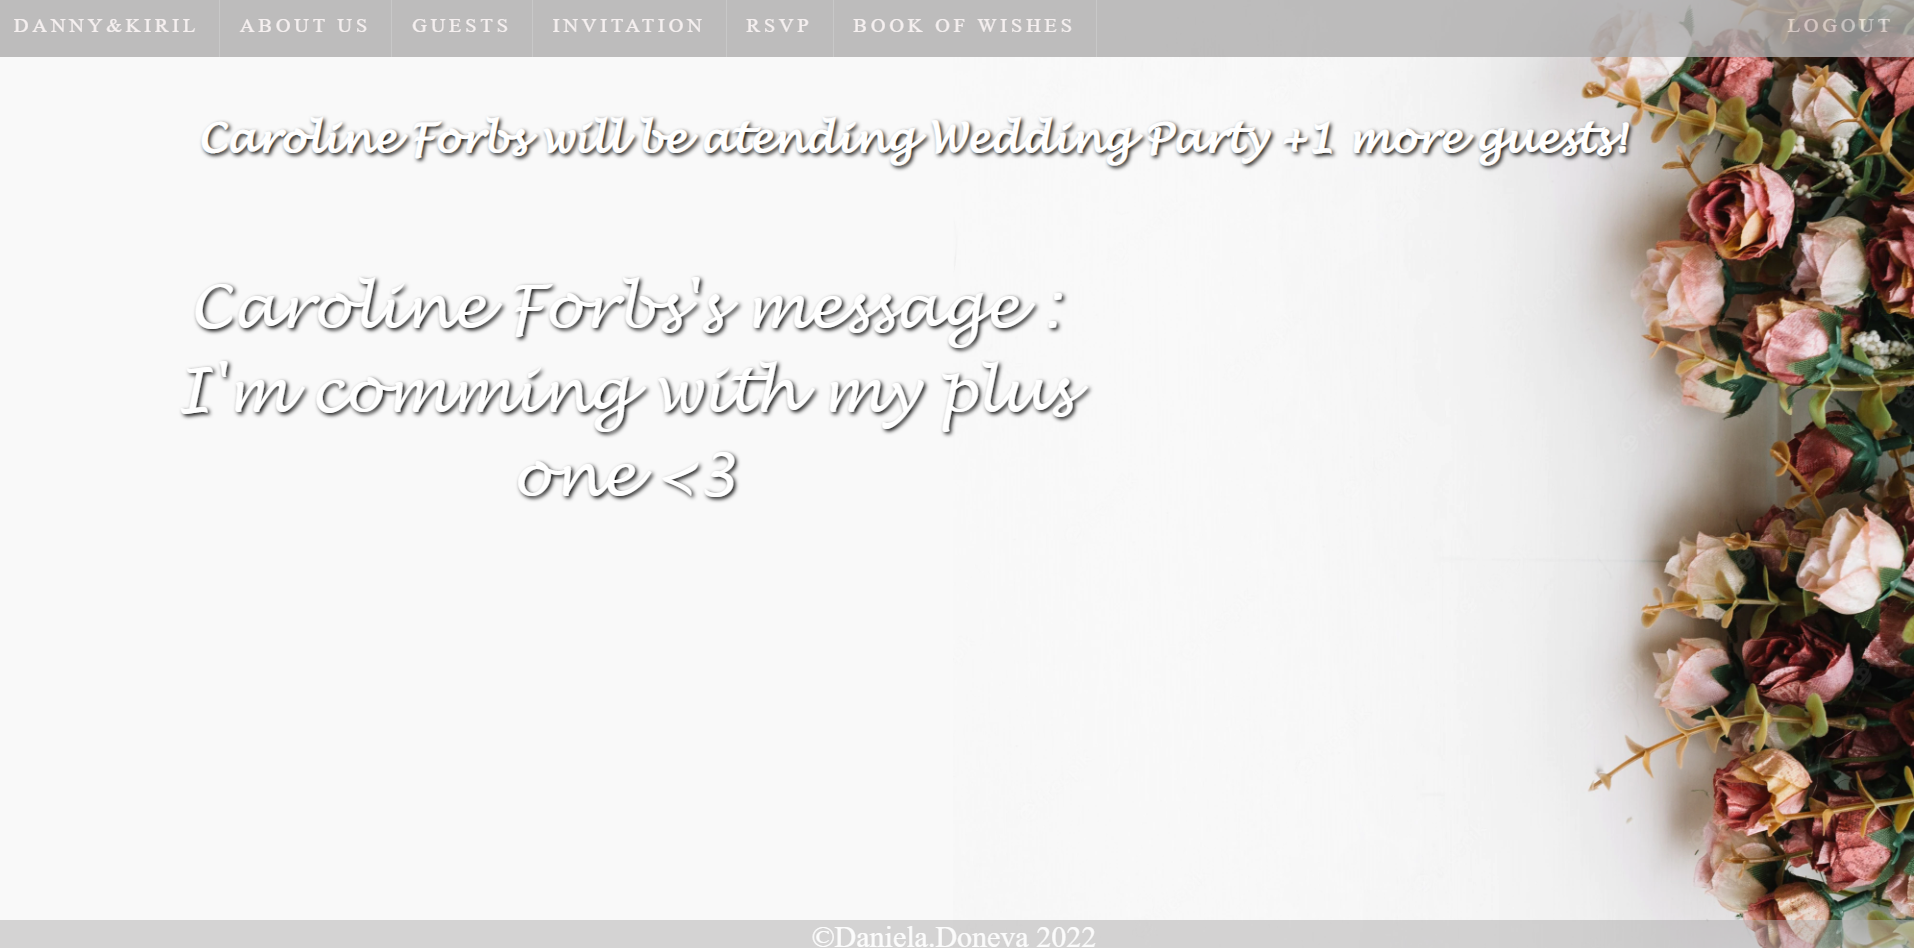 DANNY&KIRIL ABOUT US GUESTS INVITATION RSVP BOOK OF WISHES LOGOUT
Caroline Forbs will be atending Wedding Party +1 more guests!
Caroline Forbs's message :
I'm comming with my plus
one <3
©Daniela.Doneva 2022